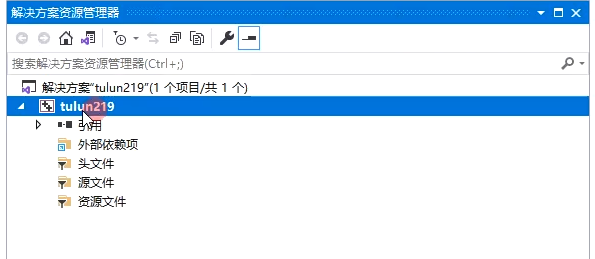 解决方案资源管理器
搜索解决方案资源管理器(Ctrl+;)
解决方案"tulun219"(1 个项目/共 1 个)
tulun219
引用
外部依赖项
头文件
源文件
资源文件